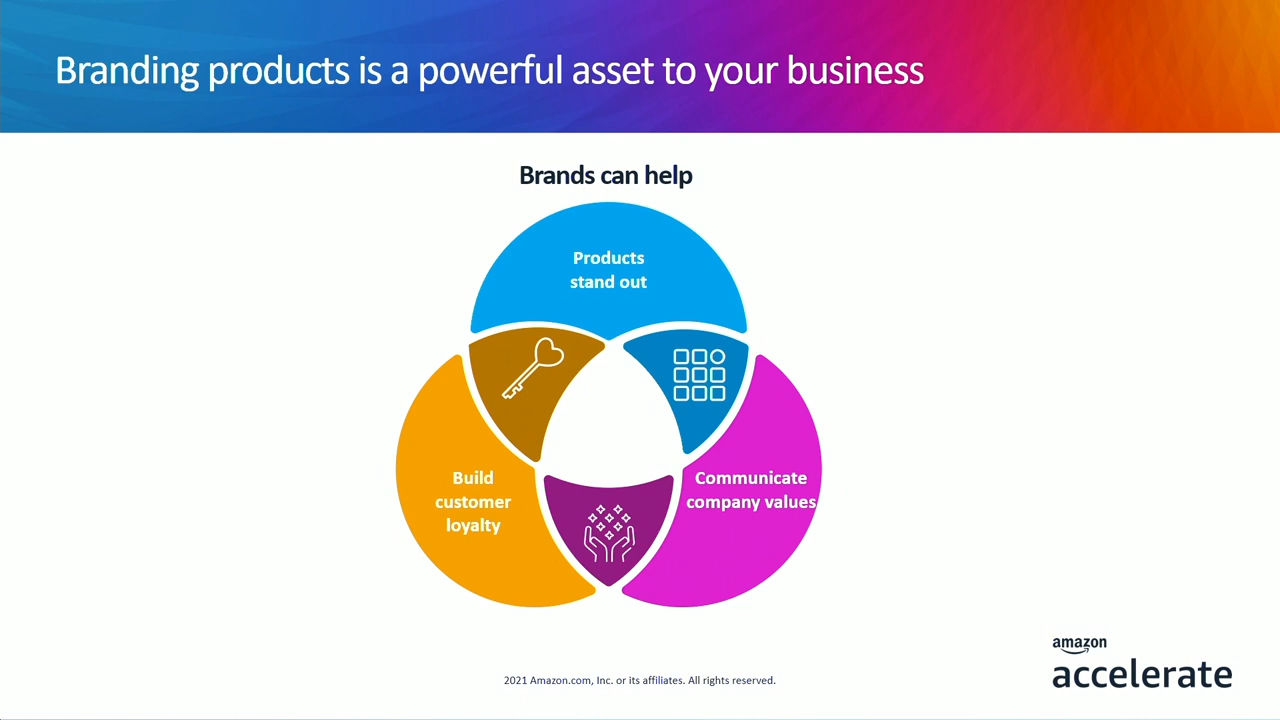 Branding products is a powerful asset to your business
Brands can help
Products
stand out
Build
customer
loyalty
Communicate
company values
amazon
accelerate
2021 Amazon.com, Inc. or its affiliates. All rights reserved.